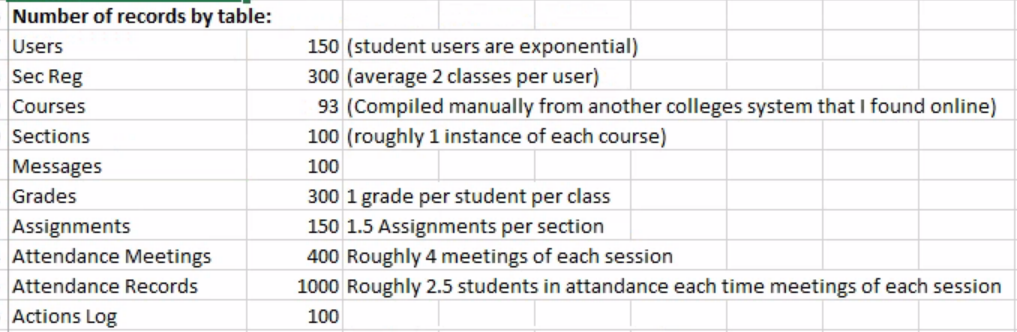 Number of records by table:
Users 150 (student users are exponential)
Sec Reg 300 (average 2 classes per user)
Courses 93 (Compiled manually from another colleges system that I found online)
Sections 100 (roughly 1 instance of each course)
Messages 100
Grades 300 1 grade per student per class
Assignments 150 1.5 Assignments per section
Attendance Meetings 400 Roughly 4 meetings of each session
Attendance Records 1000 Roughly 2.5 students in attandance each time meetings of each session
Actions Log 100